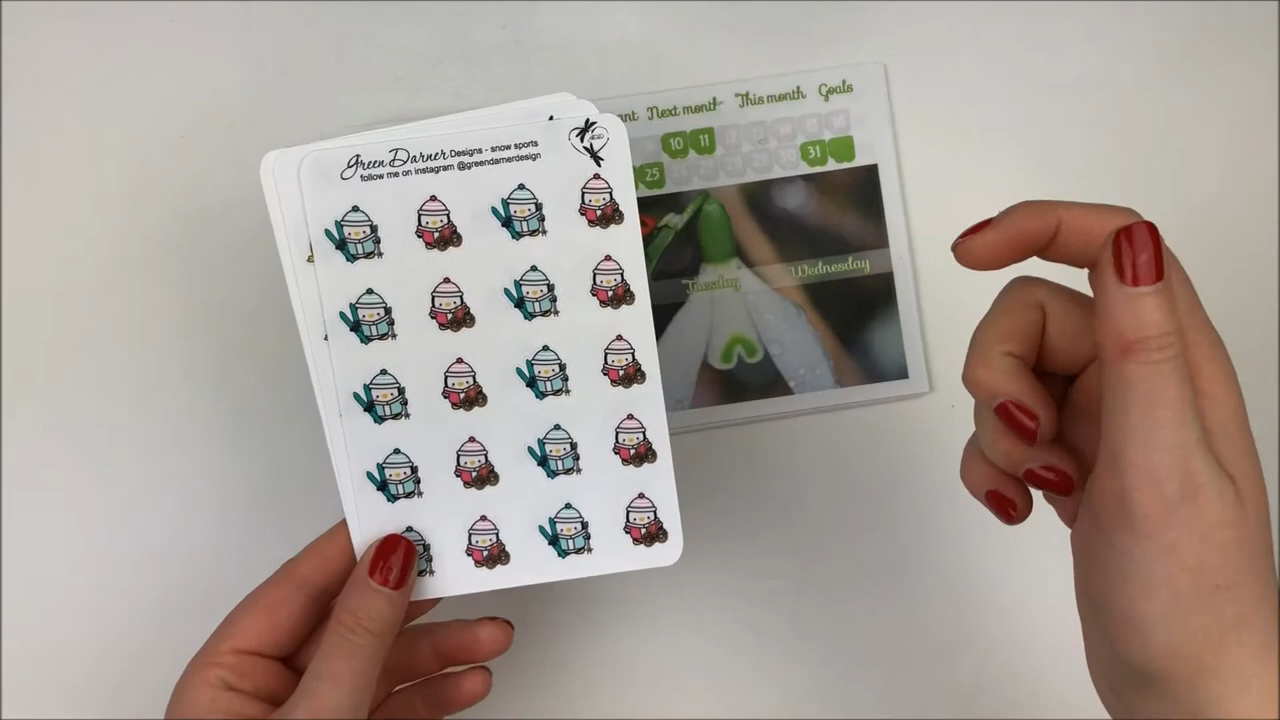 Green Darner Designs - snow sports
follow me on instagram @greendarnerdesign
Next month This month Goals
10 11
25 31
Tuesday Wednesday